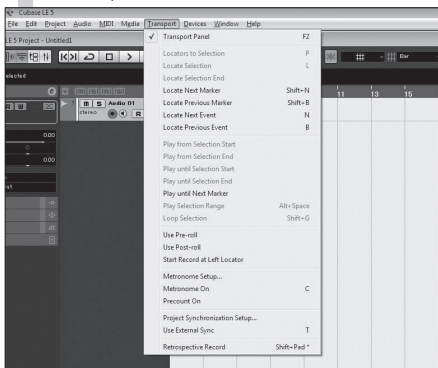 Cubase LE 5
File Edit Project Audio MIDI Media Transport Devices Window Help
LE 5 Project - Untitled1
Bar
elected
11 13 15
1 m S Audio 01
stereo R
0.00
0.00
✓ Transport Panel F2
Locators to Selection P
Locate Selection L
Locate Selection End
Locate Next Marker Shift+N
Locate Previous Marker Shift+B
Locate Next Event N
Locate Previous Event B
Play from Selection Start
Play from Selection End
Play until Selection Start
Play until Selection End
Play until Next Marker
Play Selection Range Alt+Space
Loop Selection Shift+G
Use Pre-roll
Use Post-roll
Start Record at Left Locator
Metronome Setup...
Metronome On C
Precount On
Project Synchronization Setup...
Use External Sync T
Retrospective Record Shift+Pad *